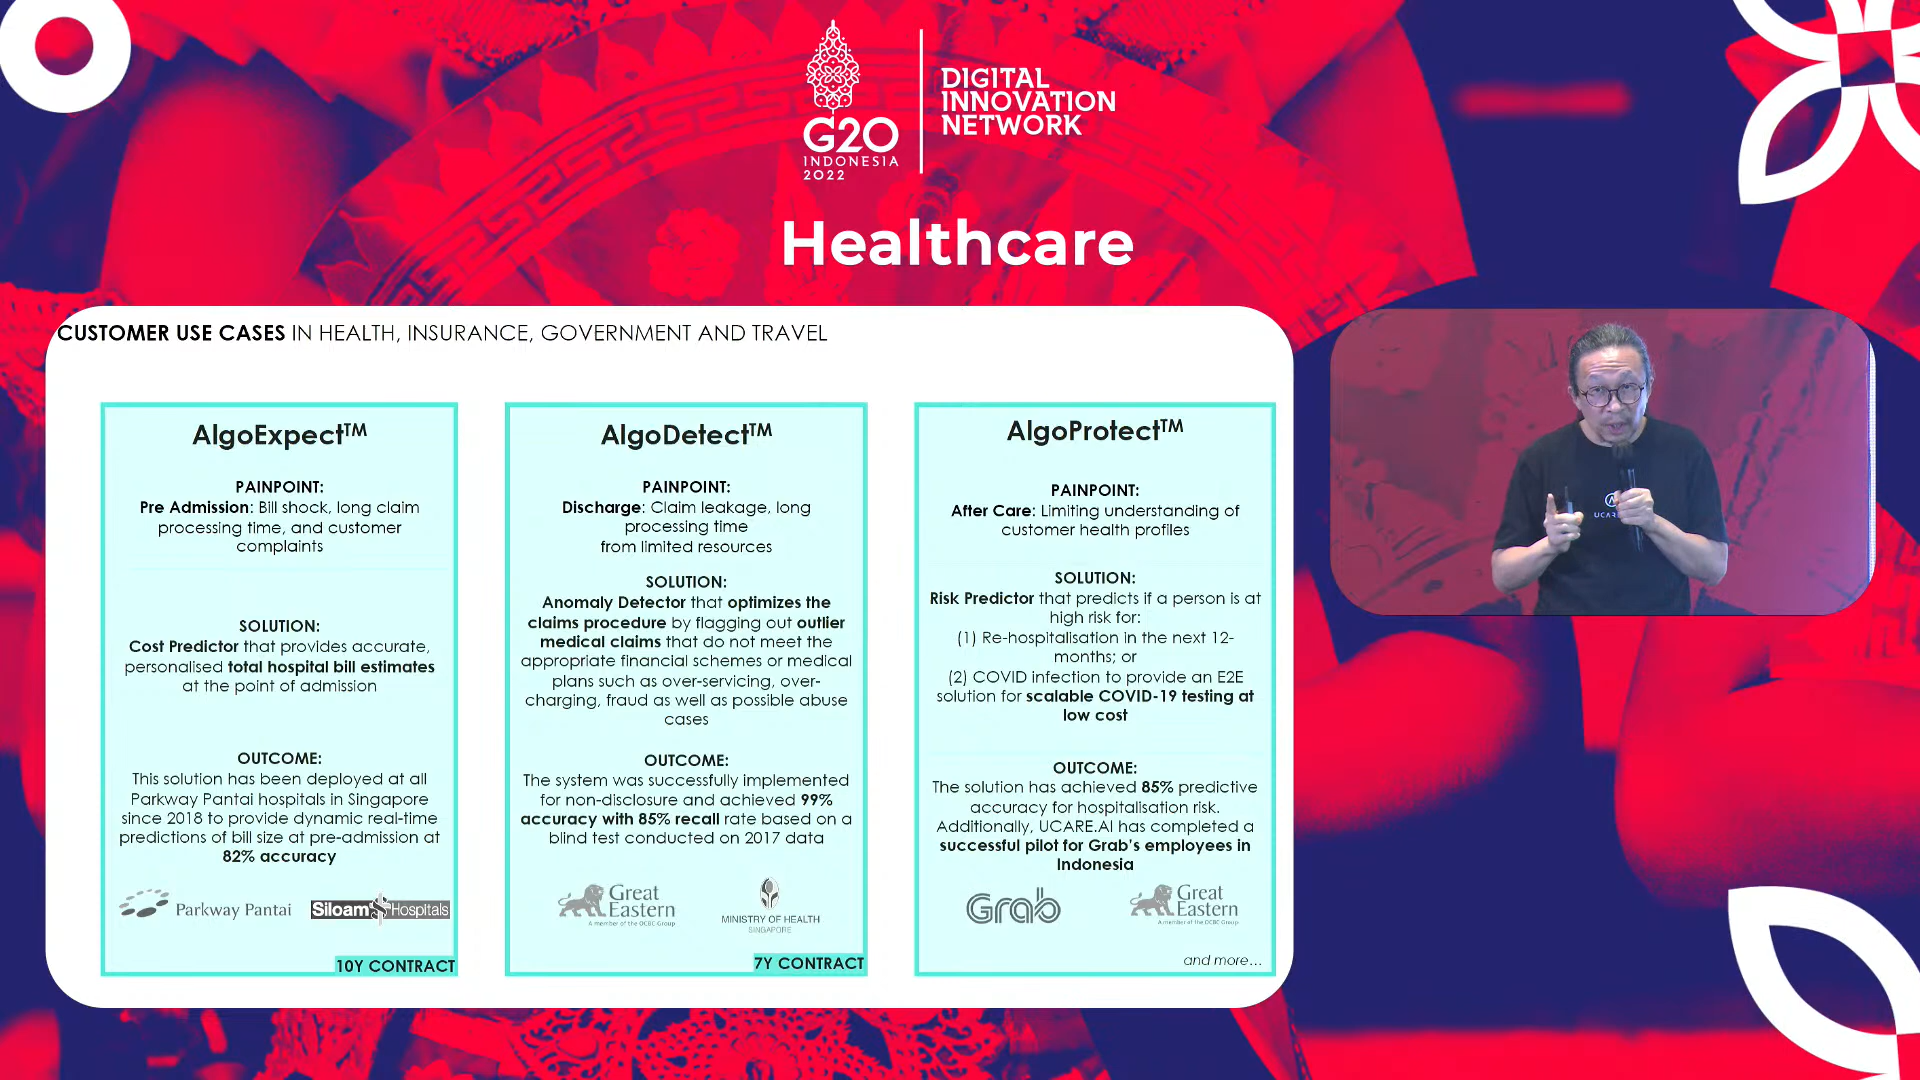 G20
INDONESIA
2022
DIGITAL
INNOVATION
NETWORK
Healthcare
CUSTOMER USE CASES IN HEALTH, INSURANCE, GOVERNMENT AND TRAVEL
AlgoExpect™
PAINPOINT:
Pre Admission: Bill shock, long claim
processing time, and customer
complaints
SOLUTION:
Cost Predictor that provides accurate,
personalised total hospital bill estimates
at the point of admission
OUTCOME:
This solution has been deployed at all
Parkway Pantai hospitals in Singapore
since 2018 to provide dynamic real-time
predictions of bill size at pre-admission at
82% accuracy
Parkway Pantai
Siloam Hospitals
10Y CONTRACT
AlgoDetect™
PAINPOINT:
Discharge: Claim leakage, long
processing time
from limited resources
SOLUTION:
Anomaly Detector that optimizes the
claims procedure by flagging out outlier
medical claims that do not meet the
appropriate financial schemes or medical
plans such as over-servicing, over-
charging, fraud as well as possible abuse
cases
OUTCOME:
The system was successfully implemented
for non-disclosure and achieved 99%
accuracy with 85% recall rate based on a
blind test conducted on 2017 data
Great
Eastern
A member of the OCBC Group
MINISTRY OF HEALTH
SINGAPORE
7Y CONTRACT
AlgoProtect™
PAINPOINT:
After Care: Limiting understanding of
customer health profiles
SOLUTION:
Risk Predictor that predicts if a person is at
high risk for:
(1) Re-hospitalisation in the next 12-
months; or
(2) COVID infection to provide an E2E
solution for scalable COVID-19 testing at
low cost
OUTCOME:
The solution has achieved 85% predictive
accuracy for hospitalisation risk.
Additionally, UCARE.AI has completed a
successful pilot for Grab's employees in
Indonesia
Grab
Great
Eastern
A member of the OCBC Group
and more...